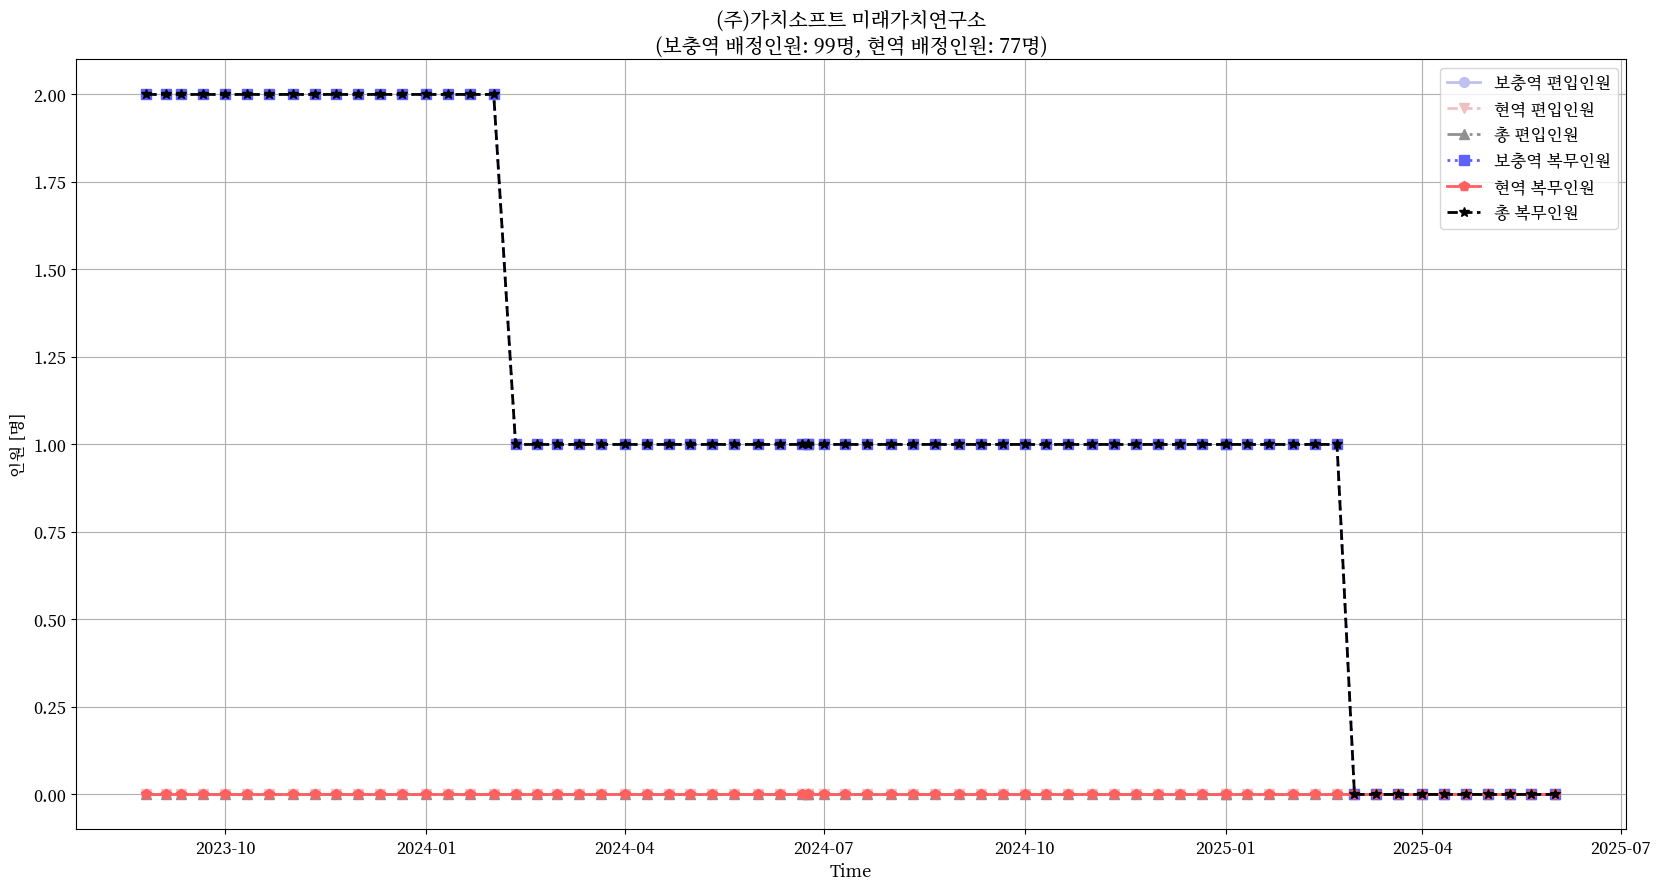 (주)가치소프트 미래가치연구소
(보충역 배정인원: 99명, 현역 배정인원: 77명)
보충역 편입인원
현역 편입인원
총 편입인원
보충역 복무인원
현역 복무인원
총 복무인원
인원 [명]
2.00
1.75
1.50
1.25
1.00
0.75
0.50
0.25
0.00
2023-10
2024-01
2024-04
2024-07
2024-10
2025-01
2025-04
2025-07
Time